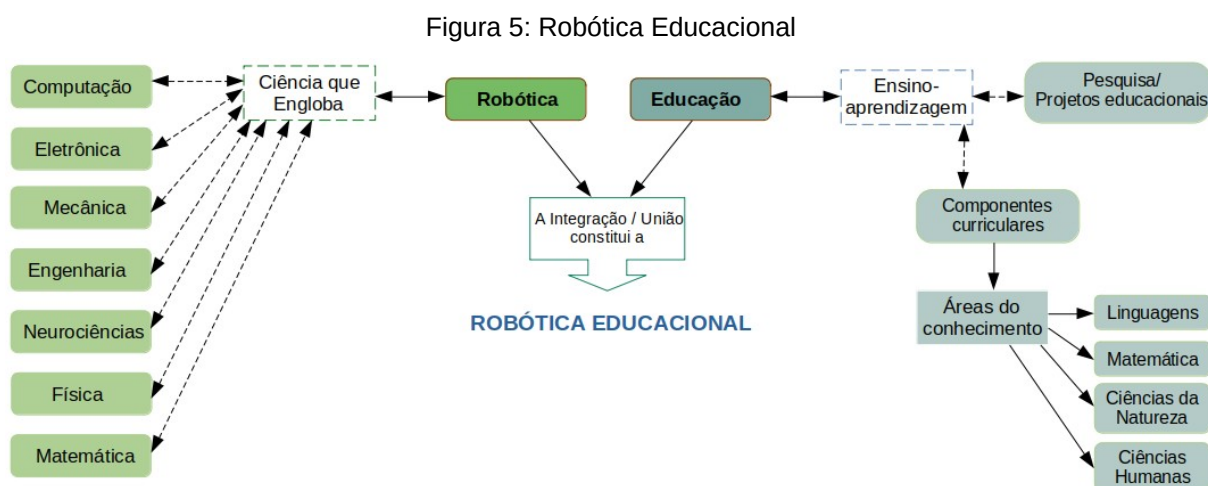 Figura 5: Robótica Educacional
Computação
Eletrônica
Mecânica
Engenharia
Neurociências
Física
Matemática
Ciência que
Engloba
Robótica
Educação
A Integração / União
constitui a
ROBÓTICA EDUCACIONAL
Ensino-
aprendizagem
Pesquisa/
Projetos educacionais
Componentes
curriculares
Áreas do
conhecimento
Linguagens
Matemática
Ciências da
Natureza
Ciências
Humanas